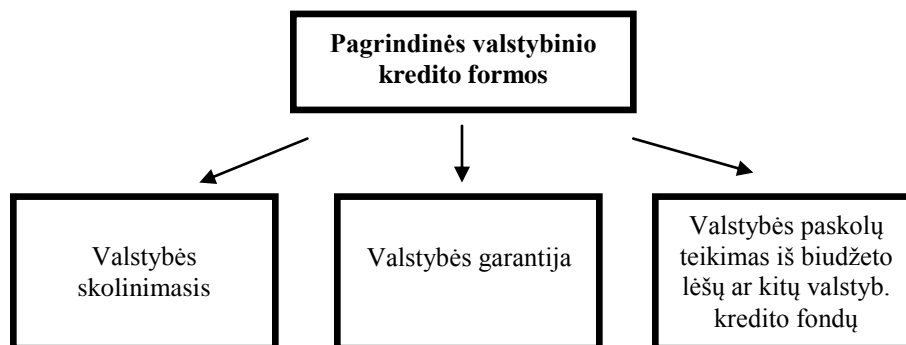 Pagrindinės valstybinio
kredito formos
Valstybės
skolinimasis
Valstybės garantija
Valstybės paskolų
teikimas iš biudžeto
lėšų ar kitų valstyb.
kredito fondų